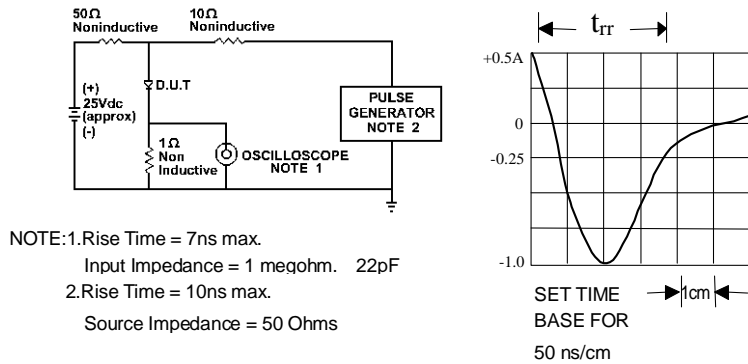 50Ω
Noninductive
10Ω
Noninductive
D.U.T
(+)
25Vdc
(approx)
(-)
PULSE
GENERATOR
NOTE 2
1Ω
Non
Inductive
OSCILLOSCOPE
NOTE 1
NOTE:1.Rise Time = 7ns max.
Input Impedance = 1 megohm. 22pF
2.Rise Time = 10ns max.
Source Impedance = 50 Ohms
trr
+0.5A
0
-0.25
-1.0
SET TIME
BASE FOR
50 ns/cm
1cm